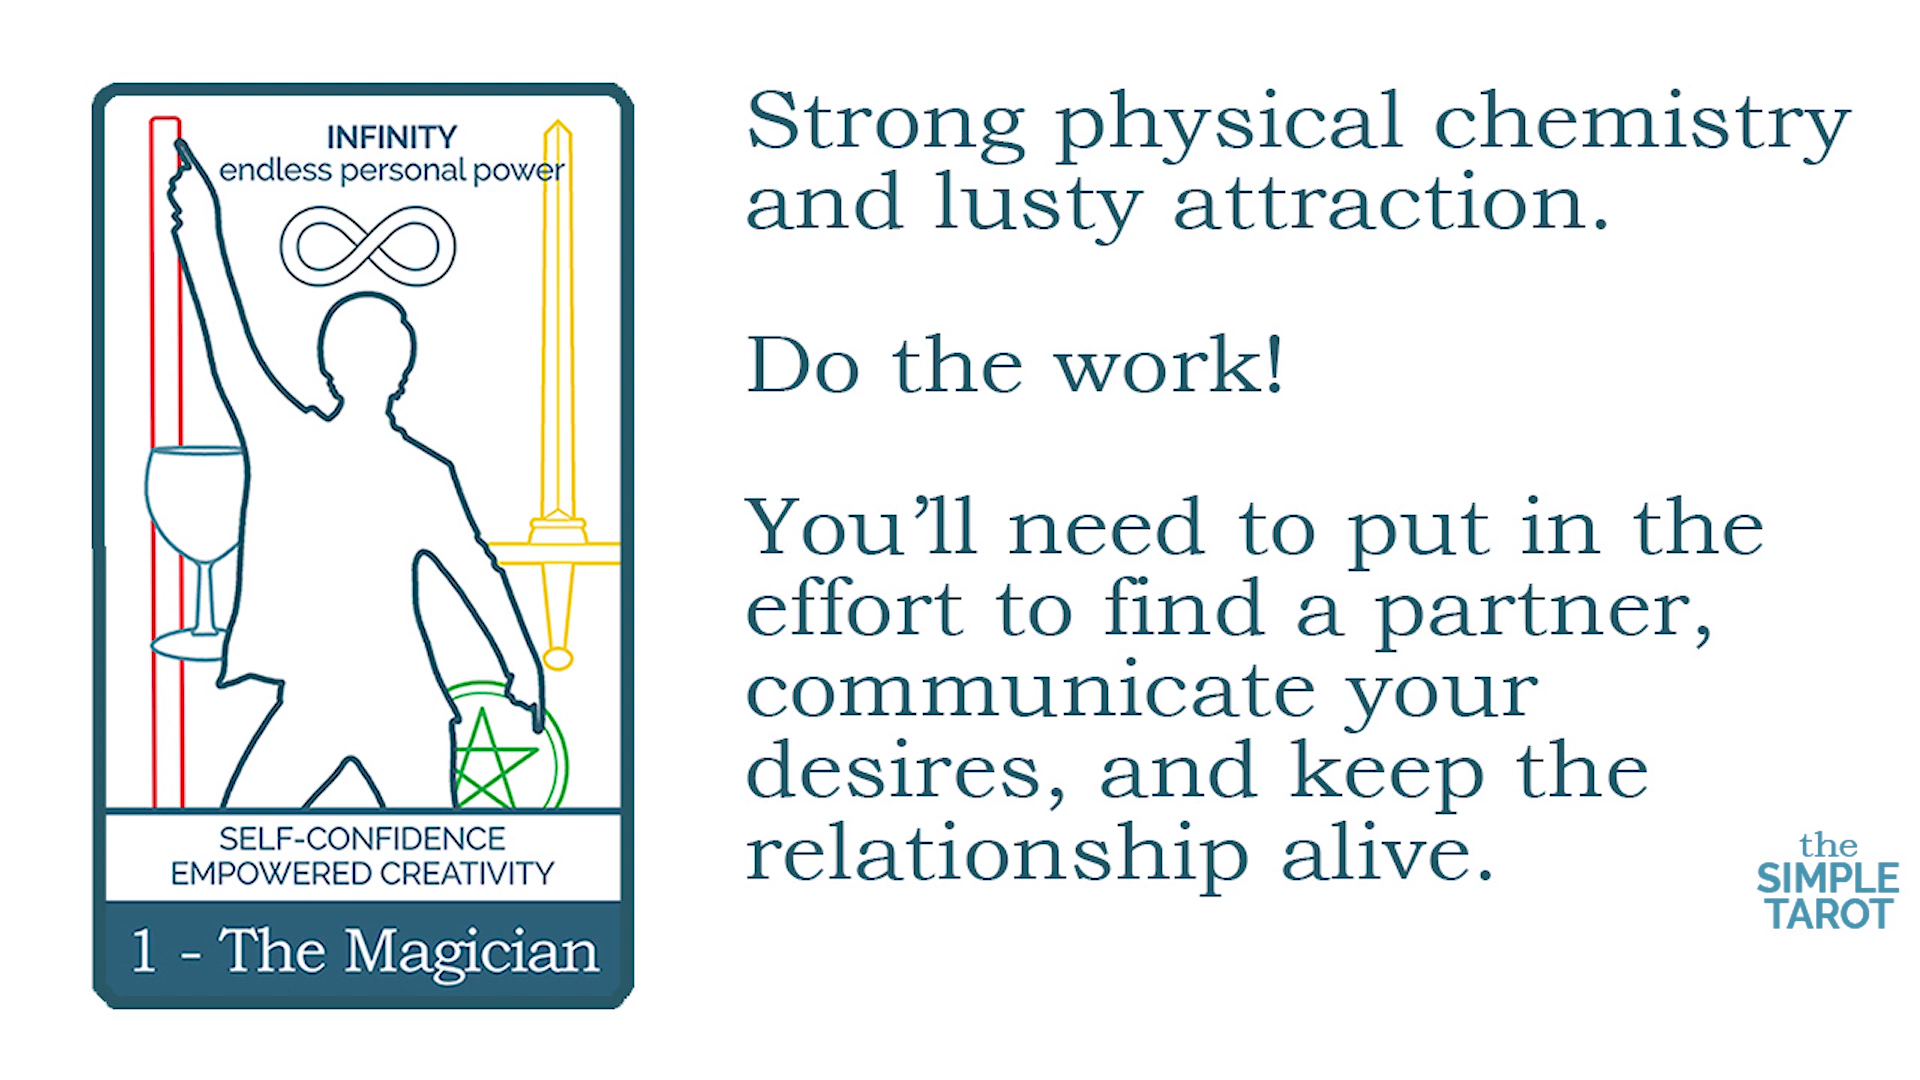 INFINITY
endless personal power
SELF-CONFIDENCE
EMPOWERED CREATIVITY
1 - The Magician
Strong physical chemistry
and lusty attraction.
Do the work!
You’ll need to put in the
effort to find a partner,
communicate your
desires, and keep the
relationship alive.
the
SIMPLE
TAROT